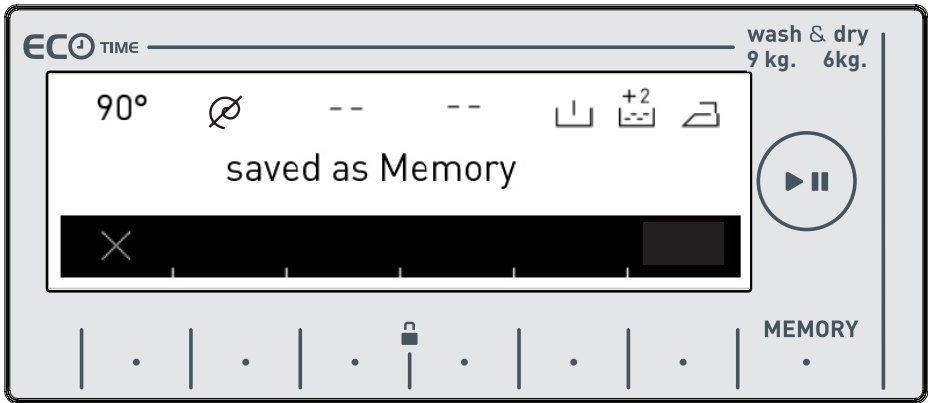 ECO TIME
wash & dry
9 kg. 6kg.
90° -- -- +2
saved as Memory
MEMORY